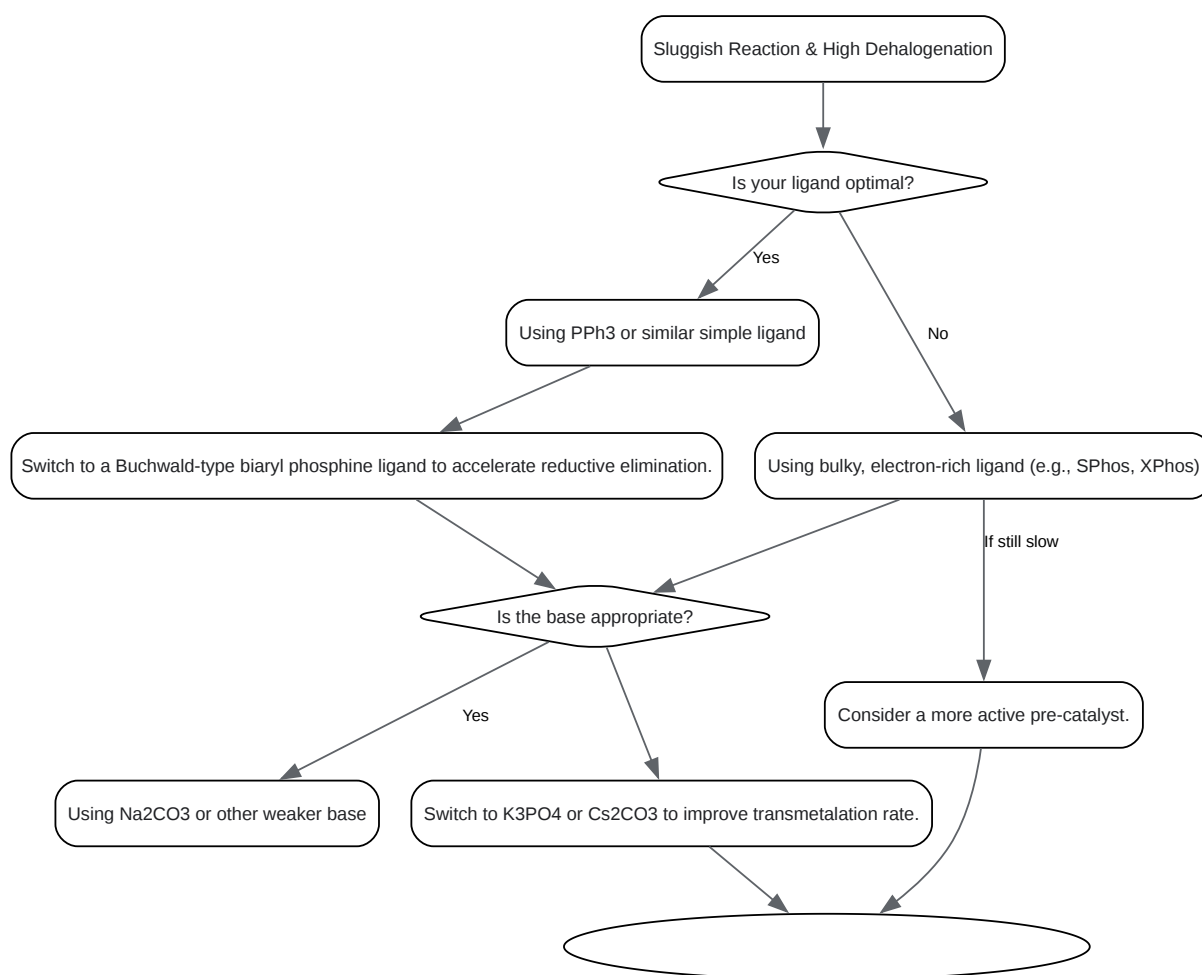 Sluggish Reaction & High Dehalogenation
Is your ligand optimal?
Yes
Using PPh3 or similar simple ligand
No
Switch to a Buchwald-type biaryl phosphine ligand to accelerate reductive elimination.
Using bulky, electron-rich ligand (e.g., SPhos, XPhos)
If still slow
Is the base appropriate?
Yes
Consider a more active pre-catalyst.
Using Na2CO3 or other weaker base
Switch to K3PO4 or Cs2CO3 to improve transmetalation rate.